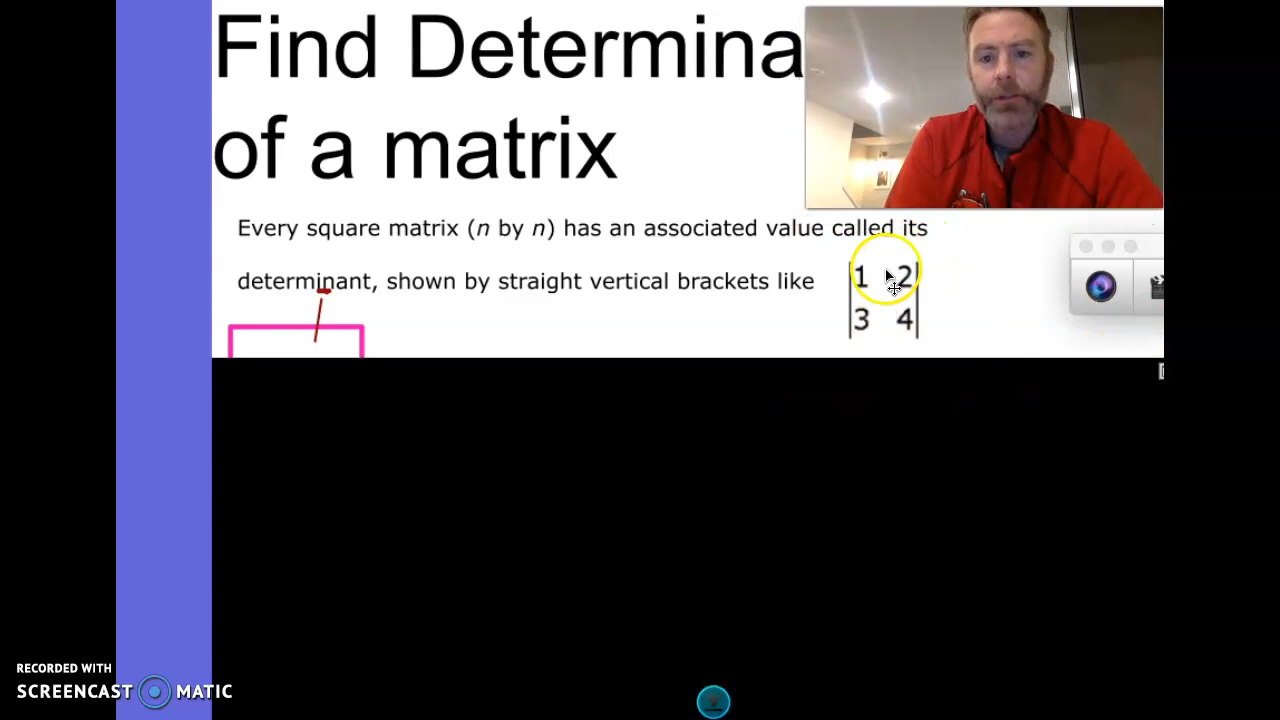 Find Determina
of a matrix
Every square matrix (n by n) has an associated value called its
determinant, shown by straight vertical brackets like
1 2
3 4
RECORDED WITH
SCREENCAST MATIC